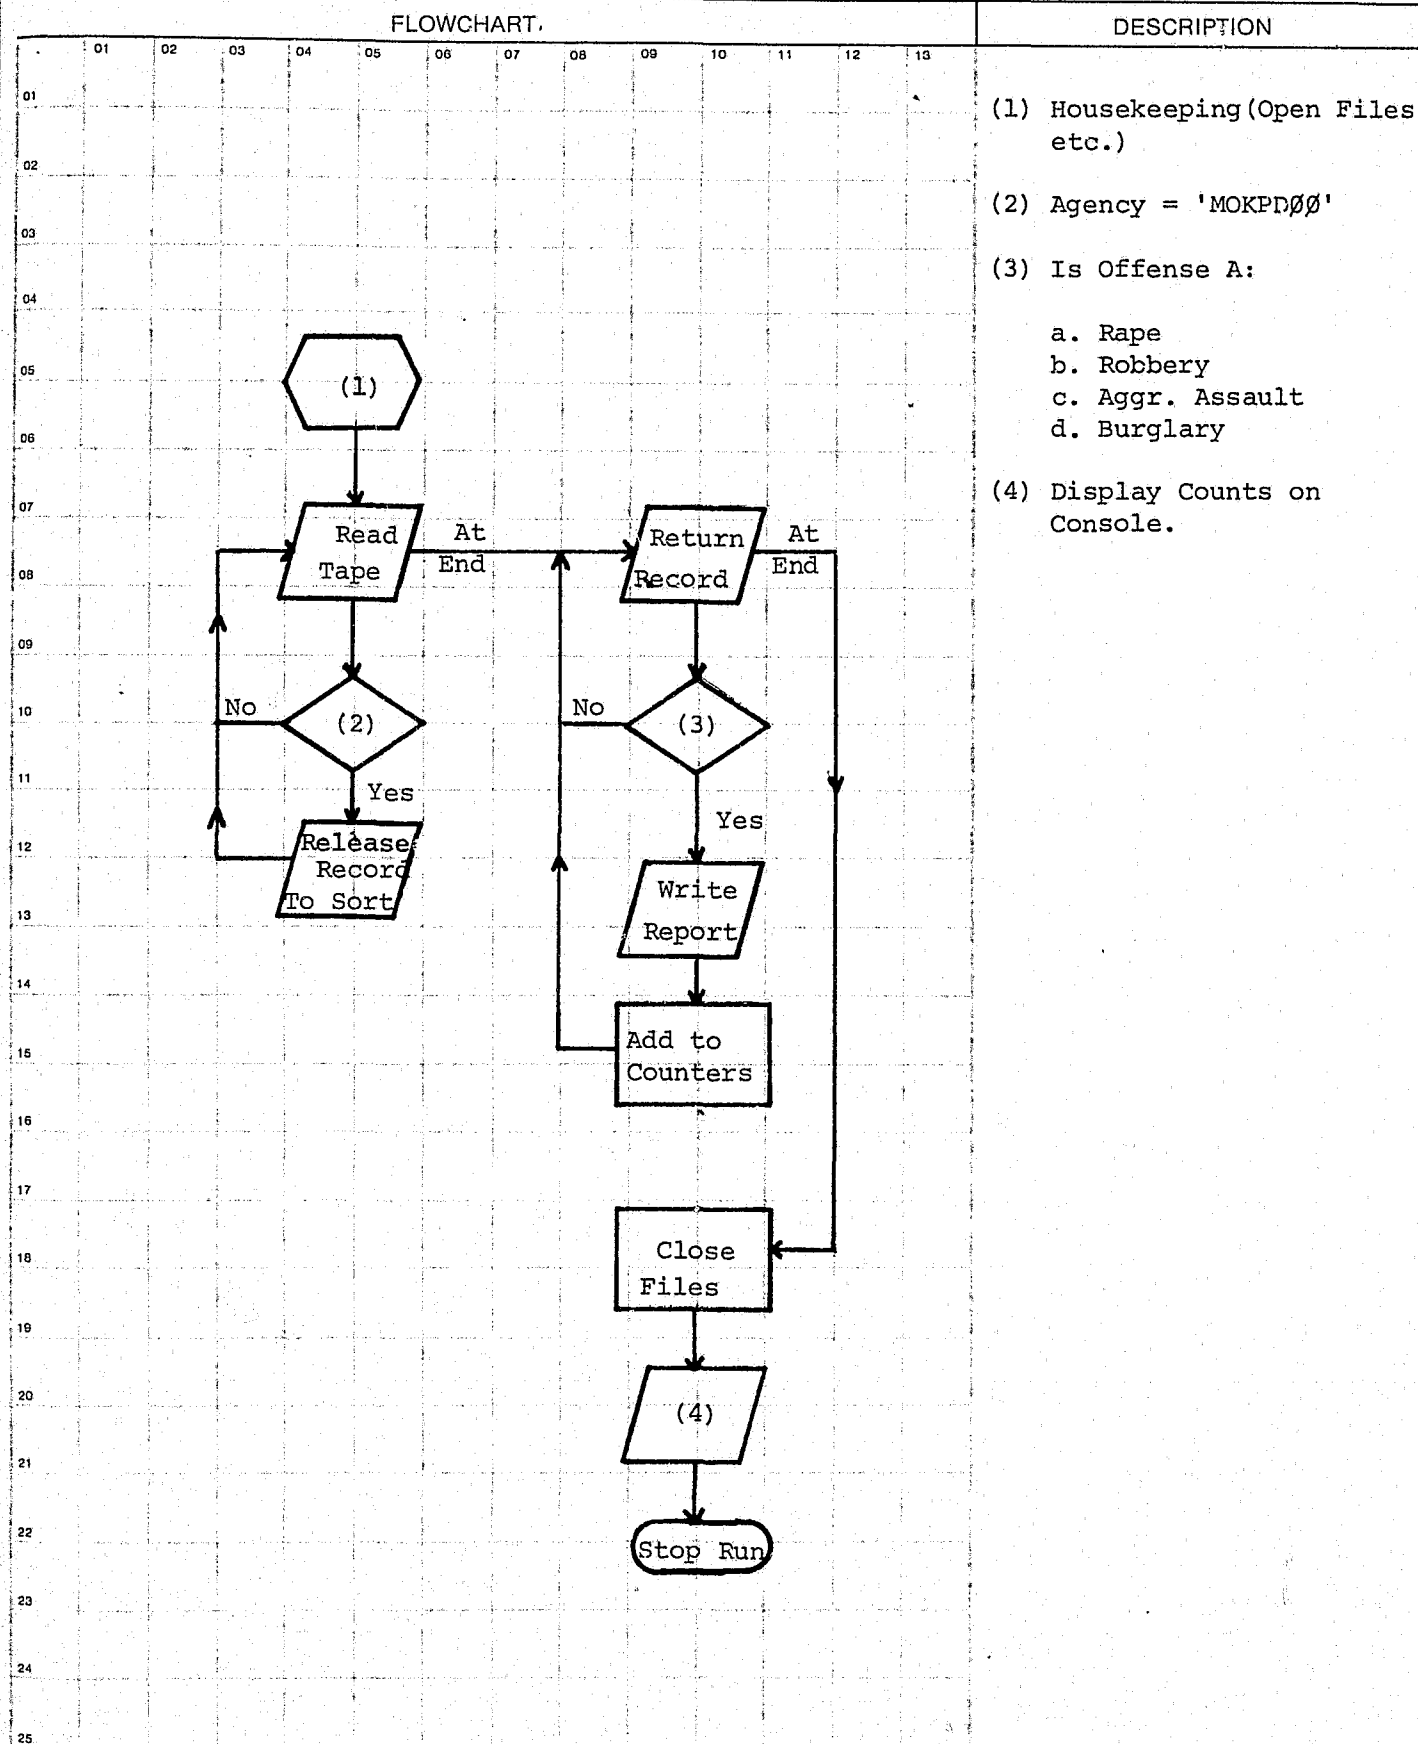 FLOWCHART.
DESCRIPTION
01 02 03 04 05 06 07 08 09 10 11 12 13
01
02
03
04
05
06
07
08
09
10
11
12
13
14
15
16
17
18
19
20
21
22
23
24
25
(1)
Read
Tape
At
End
(2)
No
Yes
Release
Record
To Sort
Return
Record
At
End
(3)
No
Yes
Write
Report
Add to
Counters
Close
Files
(4)
Stop Run
(1) Housekeeping(Open Files
etc.)
(2) Agency = 'MOKPDØØ'
(3) Is Offense A:
a. Rape
b. Robbery
c. Aggr. Assault
d. Burglary
(4) Display Counts on
Console.